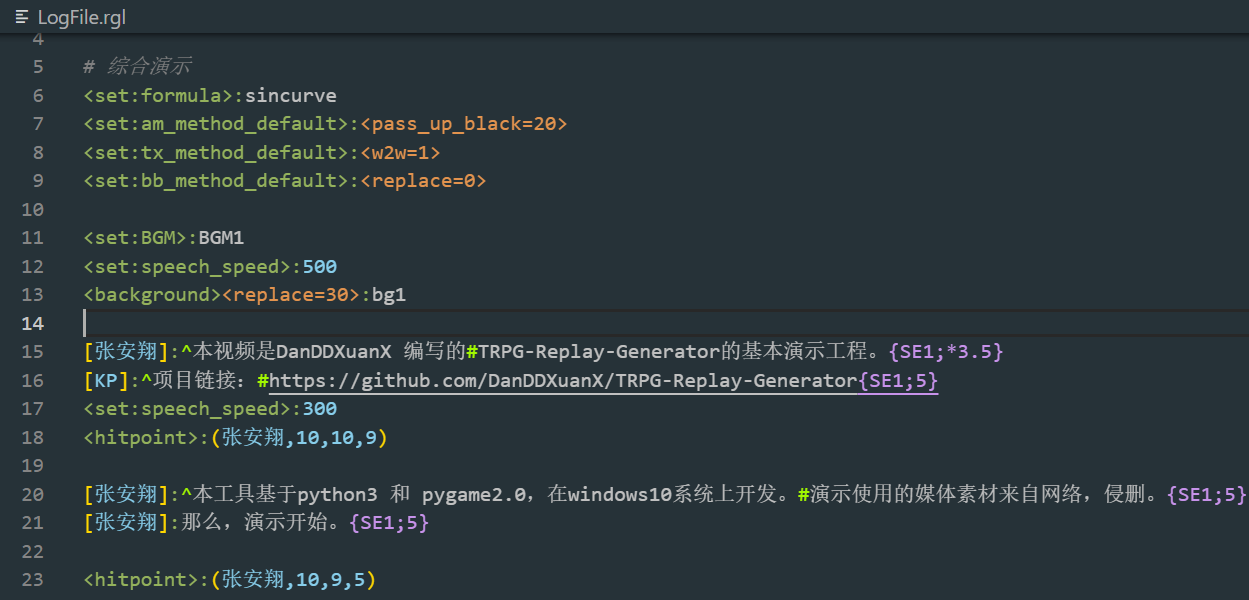 LogFile.rgl
4
5 # 综合演示
6 <set:formula>:sincurve
7 <set:am_method_default>:<pass_up_black=20>
8 <set:tx_method_default>:<w2w=1>
9 <set:bb_method_default>:<replace=0>
10
11 <set:BGM>:BGM1
12 <set:speech_speed>:500
13 <background><replace=30>:bg1
14
15 [张安翔]:^本视频是DanDDXuanX 编写的#TRPG-Replay-Generator的基本演示工程。{SE1;*3.5}
16 [KP]:^项目链接：#https://github.com/DanDDXuanX/TRPG-Replay-Generator{SE1;5}
17 <set:speech_speed>:300
18 <hitpoint>:(张安翔,10,10,9)
19
20 [张安翔]:^本工具基于python3 和 pygame2.0，在windows10系统上开发。#演示使用的媒体素材来自网络，侵删。{SE1;5}
21 [张安翔]:那么，演示开始。{SE1;5}
22
23 <hitpoint>:(张安翔,10,9,5)